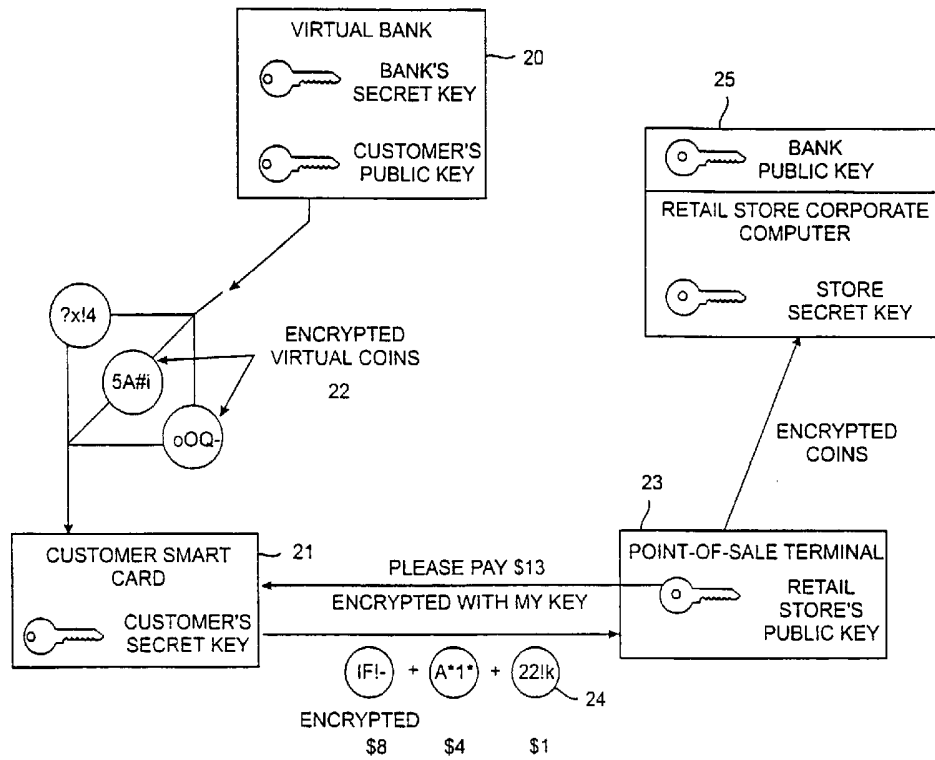 VIRTUAL BANK
20
BANK'S
SECRET KEY
CUSTOMER'S
PUBLIC KEY
25
BANK
PUBLIC KEY
RETAIL STORE CORPORATE
COMPUTER
STORE
SECRET KEY
?x!4
5A#i
oOQ-
ENCRYPTED
VIRTUAL COINS
22
ENCRYPTED
COINS
23
CUSTOMER SMART
CARD
21
CUSTOMER'S
SECRET KEY
PLEASE PAY $13
ENCRYPTED WITH MY KEY
POINT-OF-SALE TERMINAL
RETAIL
STORE'S
PUBLIC KEY
IF!- + A*1* + 22!k
24
ENCRYPTED
$8 $4 $1